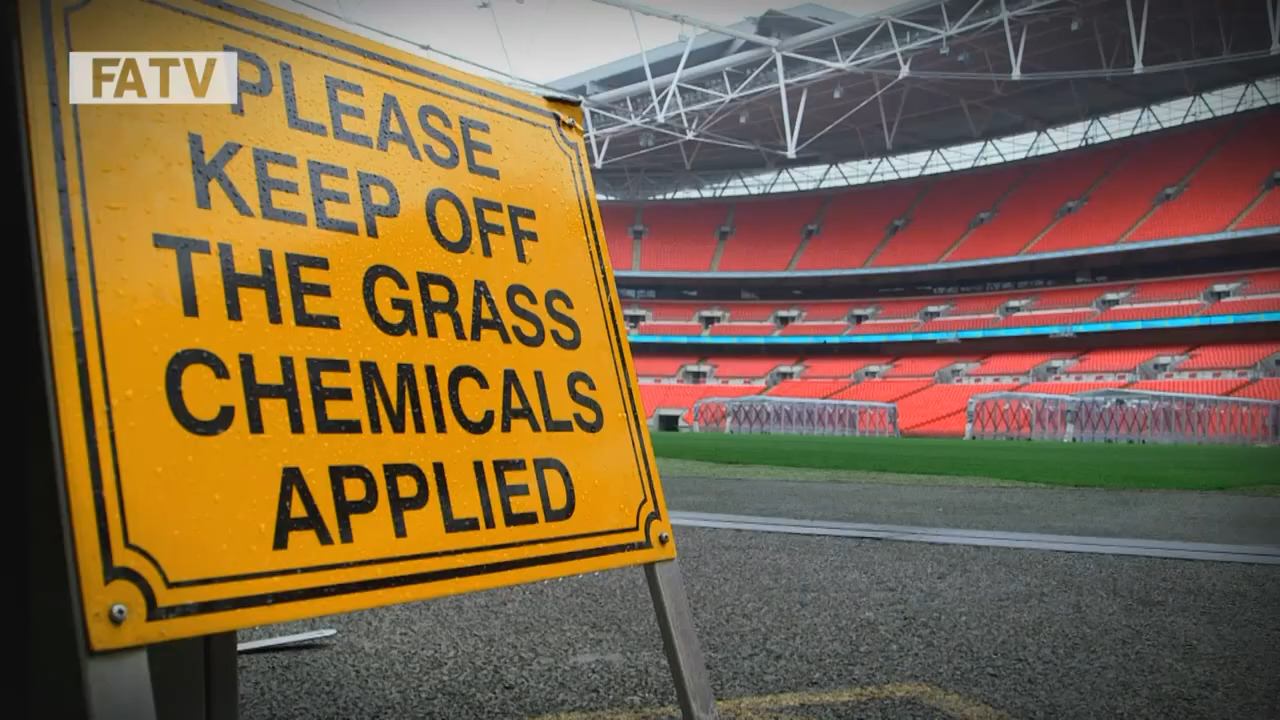 FATV
PLEASE
KEEP OFF
THE GRASS
CHEMICALS
APPLIED